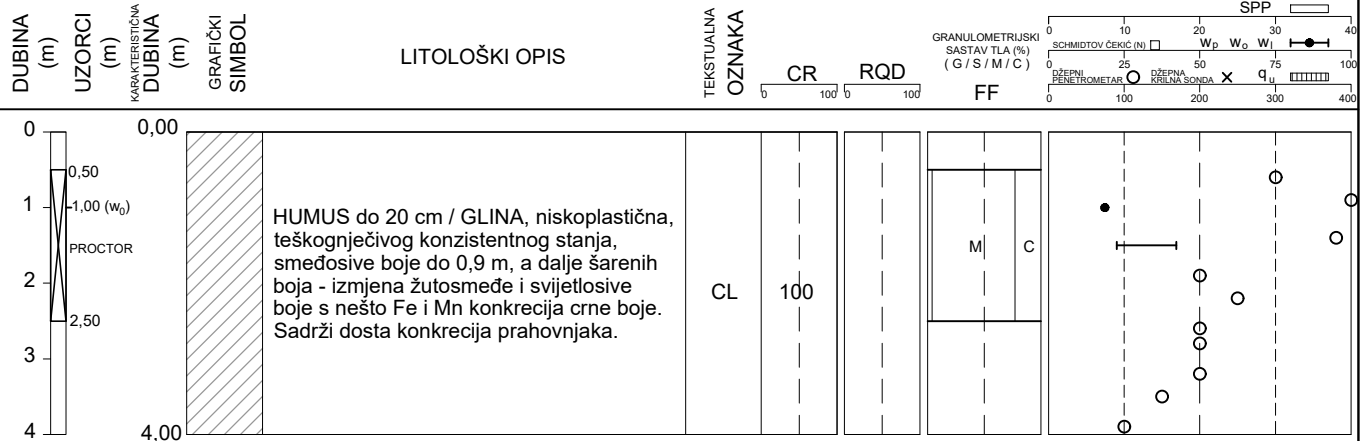 DUBINA
(m)
UZORCI
(m)
KARAKTERISTIČNA
DUBINA
(m)
GRAFIČKI
SIMBOL
LITOLOŠKI OPIS
TEKSTUALNA
OZNAKA
CR
0 100
RQD
0 100
GRANULOMETRIJSKI
SASTAV TLA (%)
( G / S / M / C )
FF
SPP
0 10 20 30 40
SCHMIDTOV ČEKIĆ (N) wp wo wl
0 25 50 75 100
DŽEPNI
PENETROMETAR
DŽEPNA
KRILNA SONDA
qu
0 100 200 300 400
0
0,00
0,50
1
1,00 (w0)
PROCTOR
2
2,50
3
4
4,00
HUMUS do 20 cm / GLINA, niskoplastična,
teškognječivog konzistentnog stanja,
smeđosive boje do 0,9 m, a dalje šarenih
boja - izmjena žutosmeđe i svijetlosive
boje s nešto Fe i Mn konkrecija crne boje.
Sadrži dosta konkrecija prahovnjaka.
CL
100
M
C